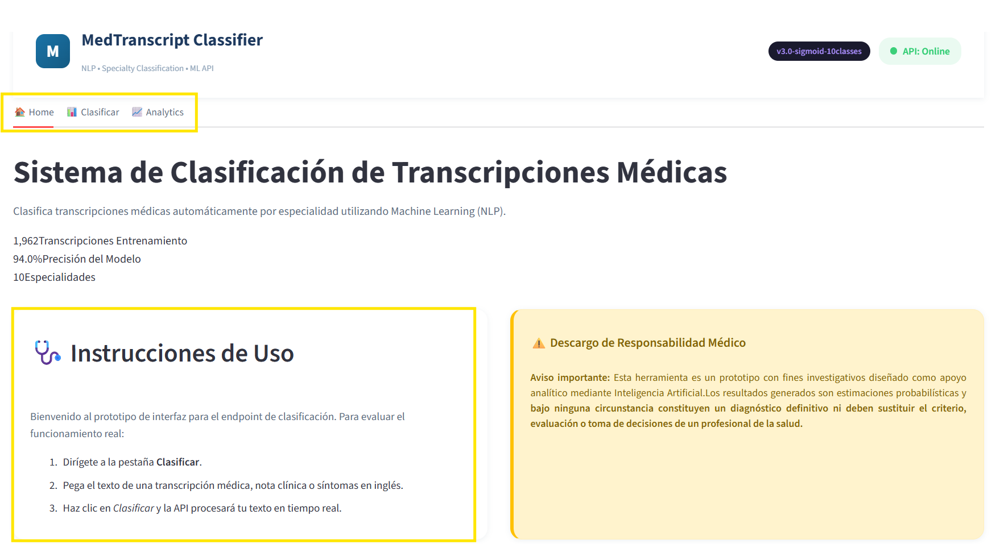 M
MedTranscript Classifier
NLP • Specialty Classification • ML API
v3.0-sigmoid-10classes
API: Online
Home
Clasificar
Analytics
Sistema de Clasificación de Transcripciones Médicas
Clasifica transcripciones médicas automáticamente por especialidad utilizando Machine Learning (NLP).
1,962Transcripciones Entrenamiento
94.0%Precisión del Modelo
10Especialidades
Instrucciones de Uso
Bienvenido al prototipo de interfaz para el endpoint de clasificación. Para evaluar el
funcionamiento real:
1. Dirígete a la pestaña Clasificar.
2. Pega el texto de una transcripción médica, nota clínica o síntomas en inglés.
3. Haz clic en Clasificar y la API procesará tu texto en tiempo real.
Descargo de Responsabilidad Médico
Aviso importante: Esta herramienta es un prototipo con fines investigativos diseñado como apoyo
analítico mediante Inteligencia Artificial.Los resultados generados son estimaciones probabilísticas y
bajo ninguna circunstancia constituyen un diagnóstico definitivo ni deben sustituir el criterio,
evaluación o toma de decisiones de un profesional de la salud.